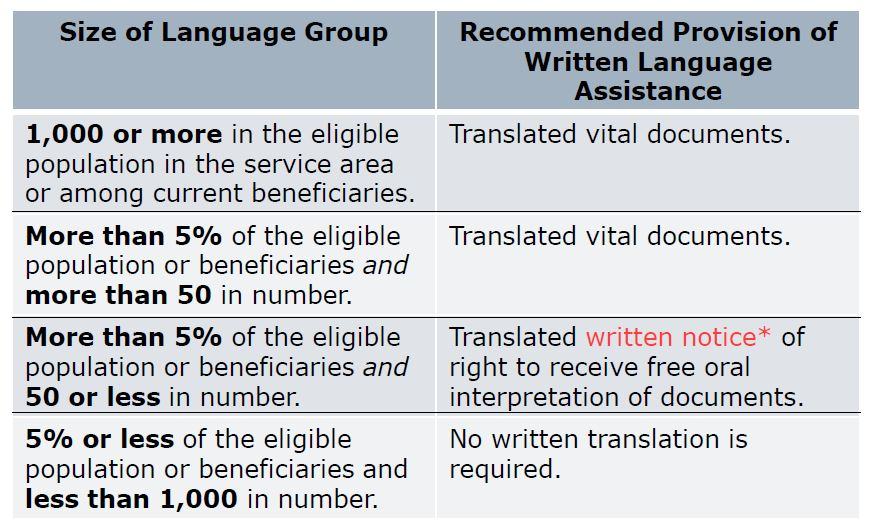 Size of Language Group
Recommended Provision of
Written Language
Assistance
1,000 or more in the eligible
population in the service area
or among current beneficiaries.
Translated vital documents.
More than 5% of the eligible
population or beneficiaries and
more than 50 in number.
Translated vital documents.
More than 5% of the eligible
population or beneficiaries and
50 or less in number.
Translated written notice* of
right to receive free oral
interpretation of documents.
5% or less of the eligible
population or beneficiaries and
less than 1,000 in number.
No written translation is
required.